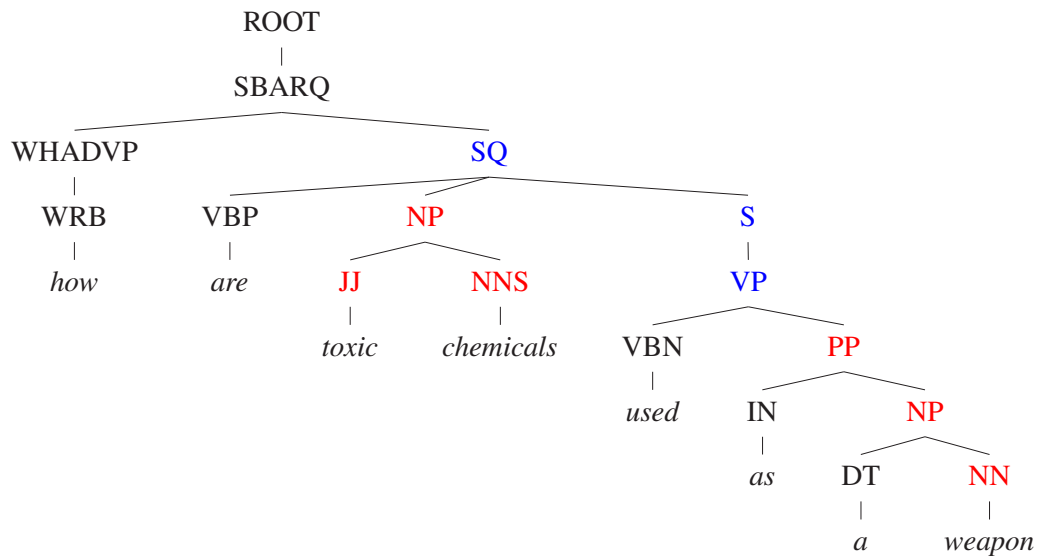 ROOT
SBARQ
WHADVP SQ
WRB VBP NP S
how are JJ NNS VP
toxic chemicals VBN PP
used IN NP
as DT NN
a weapon